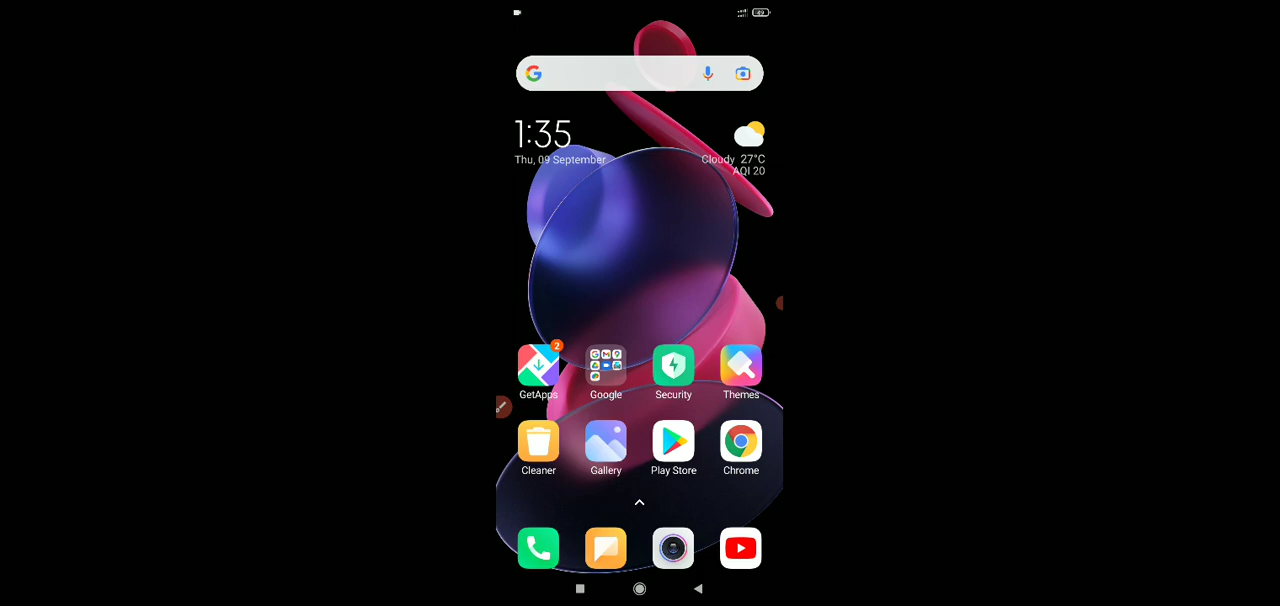 49
1:35
Thu, 09 September
Cloudy 27°C
AQI 20
2
GetApps
Google
Security
Themes
Cleaner
Gallery
Play Store
Chrome